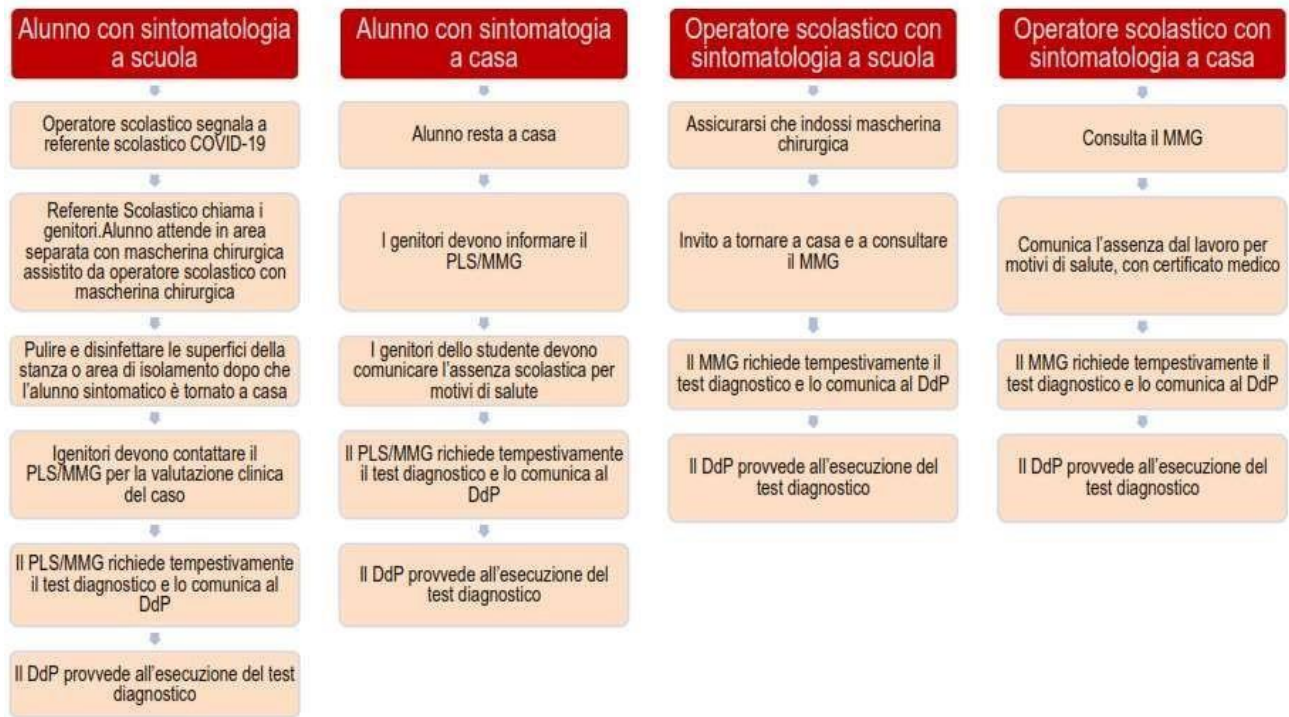 Alunno con sintomatologia
a scuola
Operatore scolastico segnala a
referente scolastico COVID-19
Referente Scolastico chiama i
genitori.Alunno attende in area
separata con mascherina chirurgica
assistito da operatore scolastico con
mascherina chirurgica
Pulire e disinfettare le superfici della
stanza o area di isolamento dopo che
l'alunno sintomatico è tornato a casa
Igenitori devono contattare il
PLS/MMG per la valutazione clinica
del caso
Il PLS/MMG richiede tempestivamente
il test diagnostico e lo comunica al
DdP
Il DdP provvede all'esecuzione del test
diagnostico
Alunno con sintomatogia
a casa
Alunno resta a casa
I genitori devono informare il
PLS/MMG
I genitori dello studente devono
comunicare l'assenza scolastica per
motivi di salute
Il PLS/MMG richiede tempestivamente
il test diagnostico e lo comunica al
DdP
Il DdP provvede all'esecuzione del
test diagnostico
Operatore scolastico con
sintomatologia a scuola
Assicurarsi che indossi mascherina
chirurgica
Invito a tornare a casa e a consultare
il MMG
Il MMG richiede tempestivamente il
test diagnostico e lo comunica al DdP
Il DdP provvede all'esecuzione del
test diagnostico
Operatore scolastico con
sintomatologia a casa
Consulta il MMG
Comunica l'assenza dal lavoro per
motivi di salute, con certificato medico
Il MMG richiede tempestivamente il
test diagnostico e lo comunica al DdP
Il DdP provvede all'esecuzione del
test diagnostico